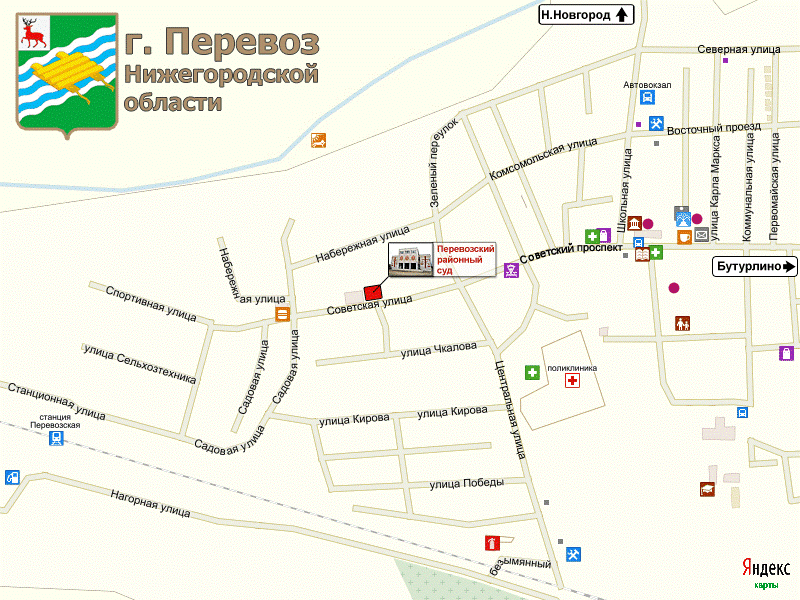 г. Перевоз
Нижегородской
области
Н.Новгород
Северная улица
Автовокзал
Восточный проезд
Зеленый переулок
Комсомольская улица
Школьная улица
улица Карла Маркса
Коммунальная улица
Первомайская улица
Набережная улица
Набережная улица
Перевозский
районный
суд
Советский проспект
Бутурлино
Спортивная улица
Советская улица
улица Сельхозтехника
Садовая улица
Садовая улица
улица Чкалова
Центральная улица
поликлиника
Станционная улица
станция
Перевозская
Садовая улица
улица Кирова
улица Кирова
улица Победы
Нагорная улица
безымянный
Яндекс
карты